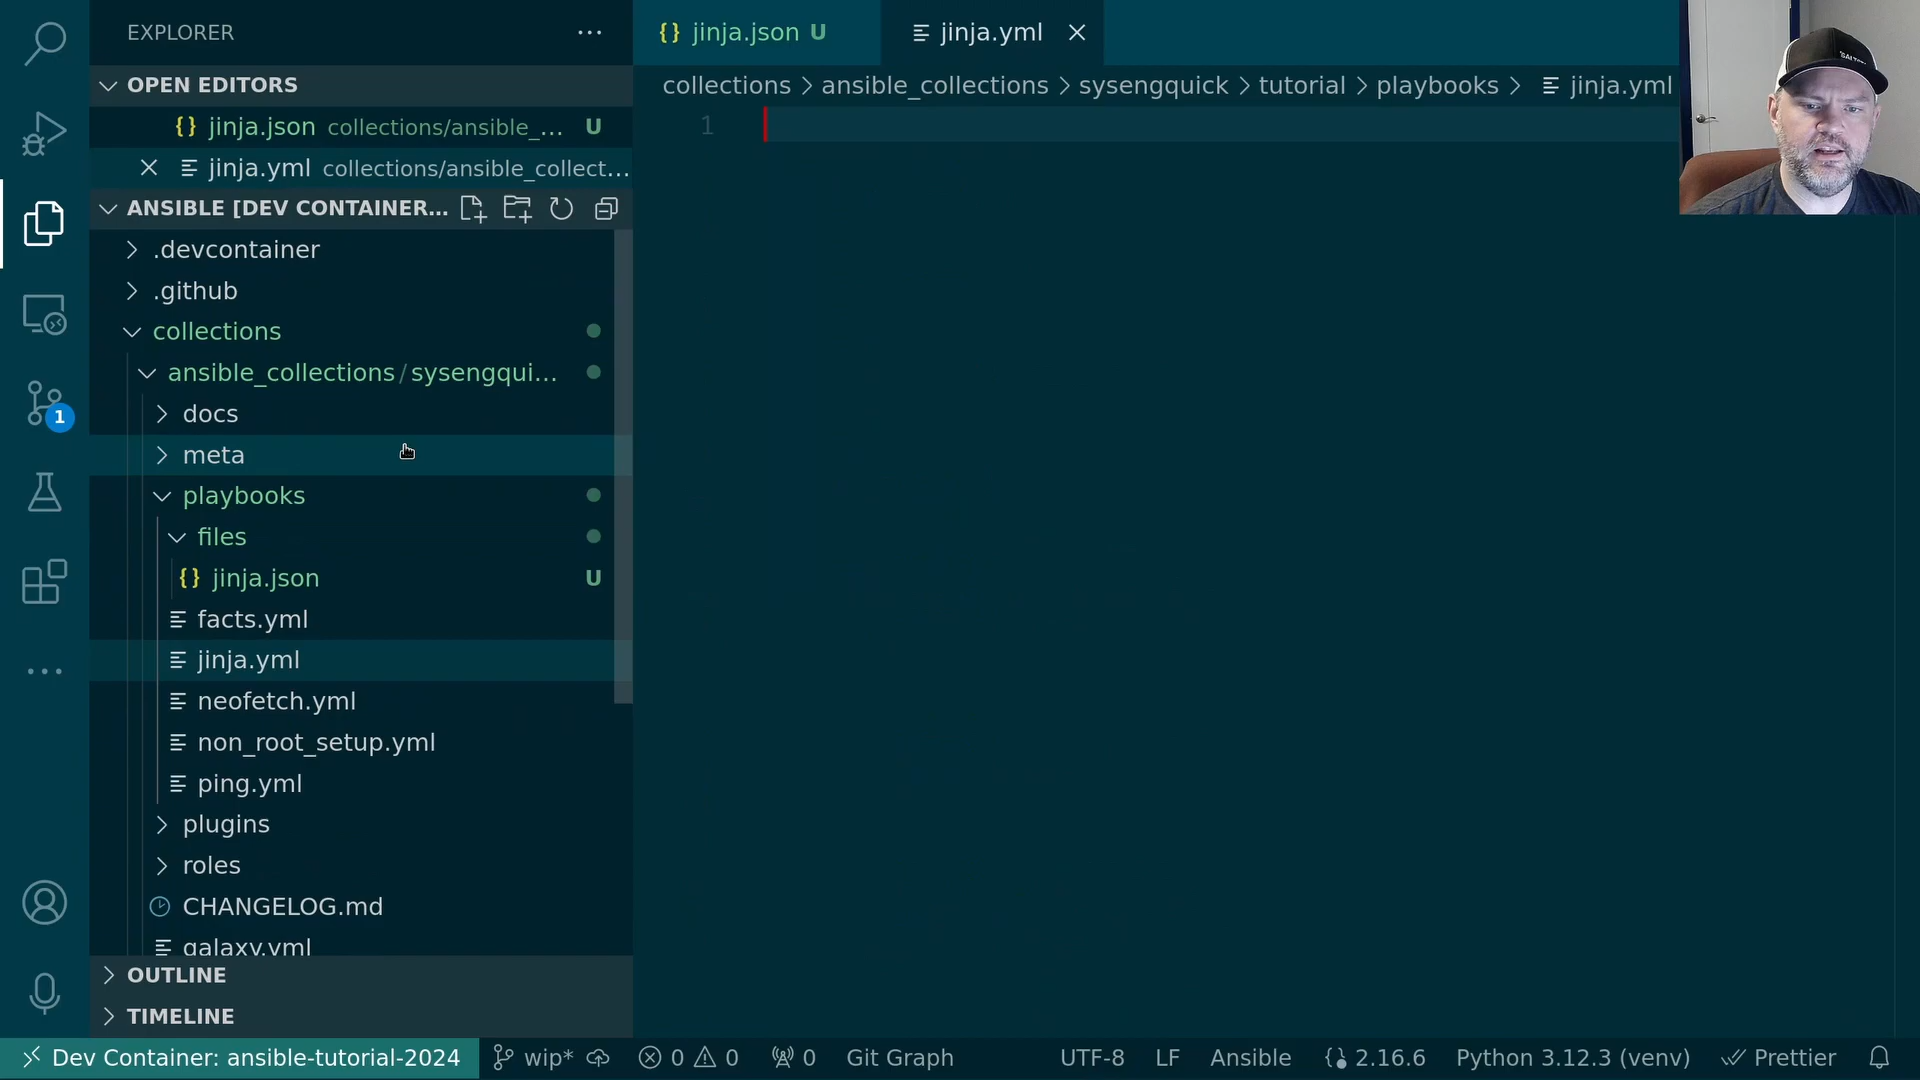 EXPLORER
jinja.json U
jinja.yml
OPEN EDITORS
collections > ansible_collections > sysengquick > tutorial > playbooks > jinja.yml
jinja.json collections/ansible_... U
1
jinja.yml collections/ansible_collect...
ANSIBLE [DEV CONTAINER...
.devcontainer
.github
collections
ansible_collections/sysengqui...
docs
meta
playbooks
files
jinja.json U
facts.yml
jinja.yml
neofetch.yml
non_root_setup.yml
ping.yml
plugins
roles
CHANGELOG.md
galaxy.yml
OUTLINE
TIMELINE
1
Dev Container: ansible-tutorial-2024 wip* 0 0 0 Git Graph UTF-8 LF Ansible 2.16.6 Python 3.12.3 (venv) Prettier